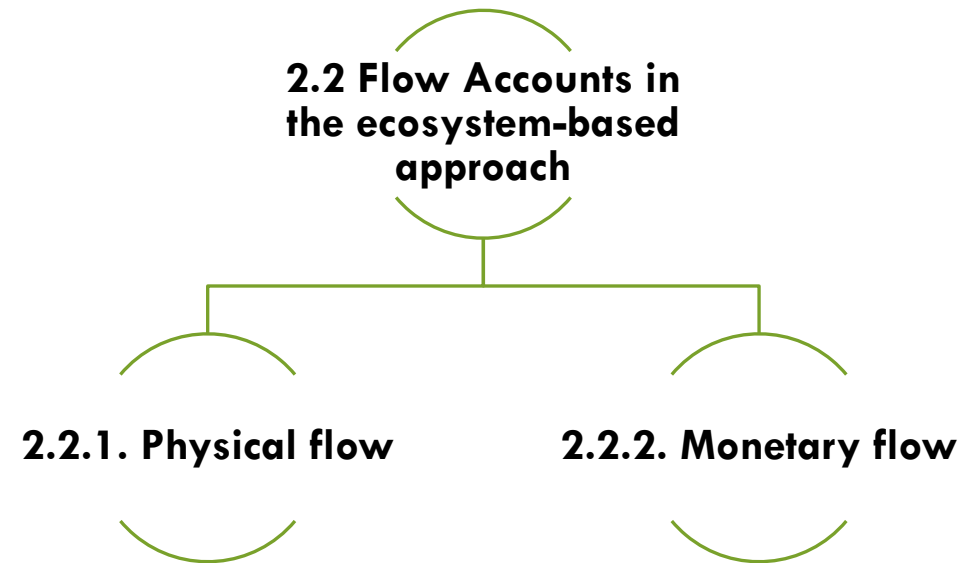 2.2 Flow Accounts in
the ecosystem-based
approach
2.2.1. Physical flow
2.2.2. Monetary flow